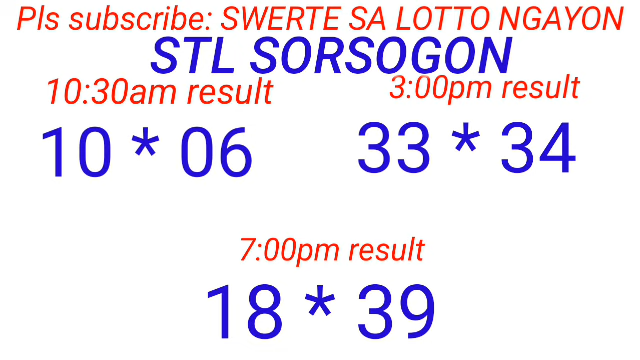 Pls subscribe: SWERTE SA LOTTO NGAYON
STL SORSOGON
10:30am result
3:00pm result
10 * 06
33 * 34
7:00pm result
18 * 39